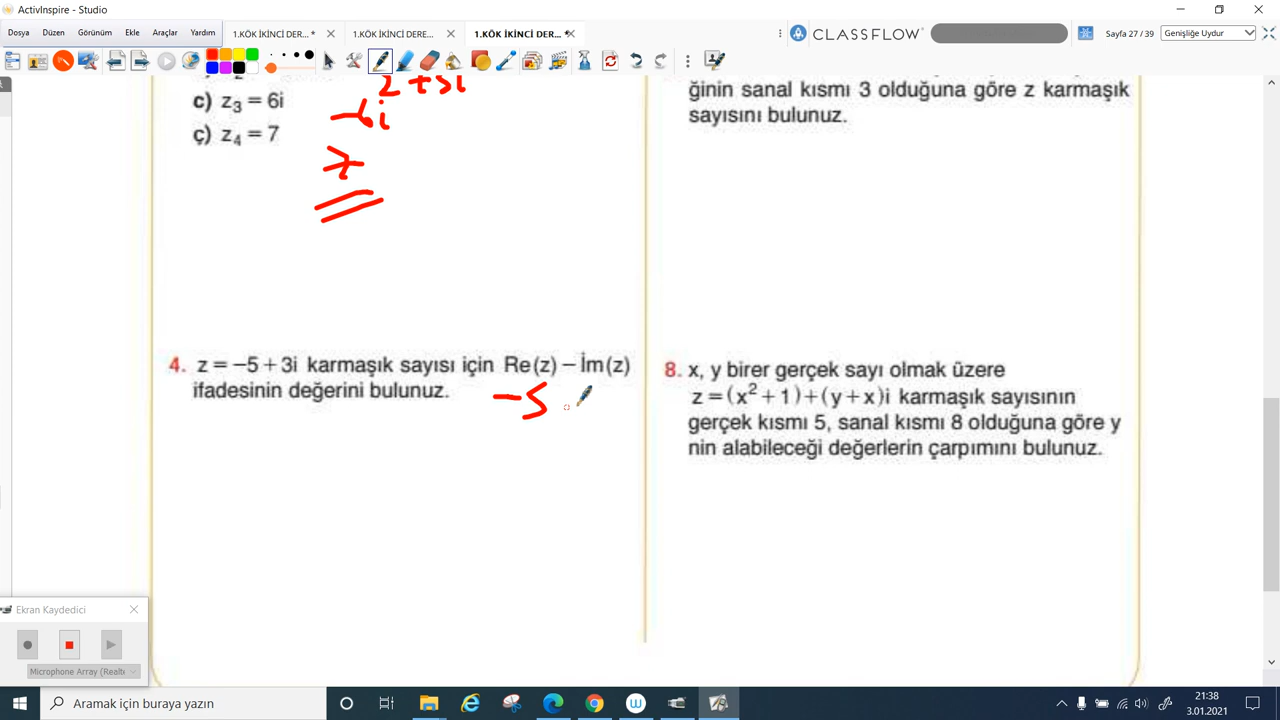 ActivInspire - Studio
Dosya Düzen Görünüm Ekle Araçlar Yardım
1.KÖK İKİNCİ DER... *
1.KÖK İKİNCİ DERE...
1.KÖK İKİNCİ DER... *
CLASSFLOW
Sayfa 27 / 39
Genişliğe Uydur
2+5i
c) z3 = 6i
-6i
ç) z4 = 7
7
4. z = −5 + 3i karmaşık sayısı için Re(z) − İm(z)
ifadesinin değerini bulunuz.
-5
ğinin sanal kısmı 3 olduğuna göre z karmaşık
sayısını bulunuz.
8. x, y birer gerçek sayı olmak üzere
z = (x² + 1) + (y + x)i karmaşık sayısının
gerçek kısmı 5, sanal kısmı 8 olduğuna göre y
nin alabileceği değerlerin çarpımını bulunuz.
Ekran Kaydedici
Microphone Array (Realte
Aramak için buraya yazın
21:38
3.01.2021